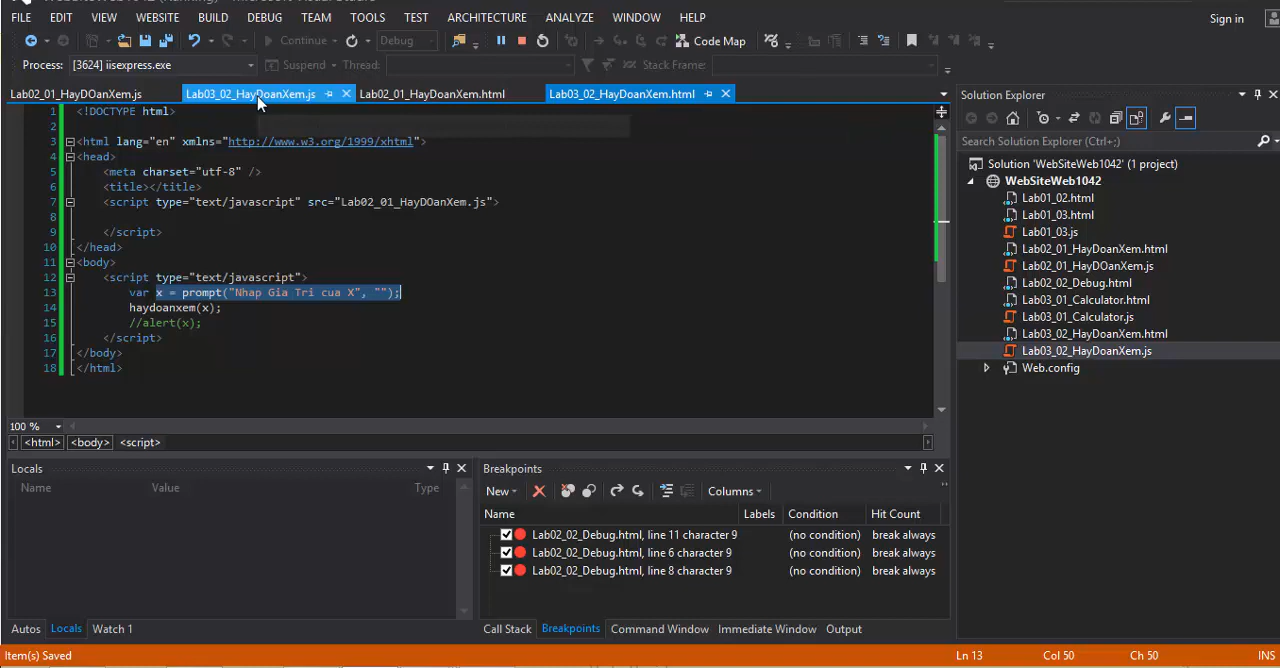 FILE EDIT VIEW WEBSITE BUILD DEBUG TEAM TOOLS TEST ARCHITECTURE ANALYZE WINDOW HELP Sign in
Continue Debug Code Map
Process: [3624] iisexpress.exe Suspend Thread: Stack Frame:
Lab02_01_HayDOanXem.js Lab03_02_HayDoanXem.js Lab02_01_HayDOanXem.html Lab03_02_HayDoanXem.html
1 <!DOCTYPE html>
2
3 <html lang="en" xmlns="http://www.w3.org/1999/xhtml">
4 <head>
5 <meta charset="utf-8" />
6 <title></title>
7 <script type="text/javascript" src="Lab02_01_HayDOanXem.js">
8
9 </script>
10 </head>
11 <body>
12 <script type="text/javascript">
13 var x = prompt("Nhap Gia Tri cua X", "");
14 haydoanxem(x);
15 //alert(x);
16 </script>
17 </body>
18 </html>
100 %
<html> <body> <script>
Solution Explorer
Search Solution Explorer (Ctrl+;)
Solution 'WebSiteWeb1042' (1 project)
WebSiteWeb1042
Lab01_02.html
Lab01_03.html
Lab01_03.js
Lab02_01_HayDOanXem.html
Lab02_01_HayDOanXem.js
Lab02_02_Debug.html
Lab03_01_Calculator.html
Lab03_01_Calculator.js
Lab03_02_HayDoanXem.html
Lab03_02_HayDoanXem.js
Web.config
Locals
Name Value Type
Autos Locals Watch 1
Breakpoints
New Columns
Name Labels Condition Hit Count
Lab02_02_Debug.html, line 11 character 9 (no condition) break always
Lab02_02_Debug.html, line 6 character 9 (no condition) break always
Lab02_02_Debug.html, line 8 character 9 (no condition) break always
Call Stack Breakpoints Command Window Immediate Window Output
Item(s) Saved Ln 13 Col 50 Ch 50 INS